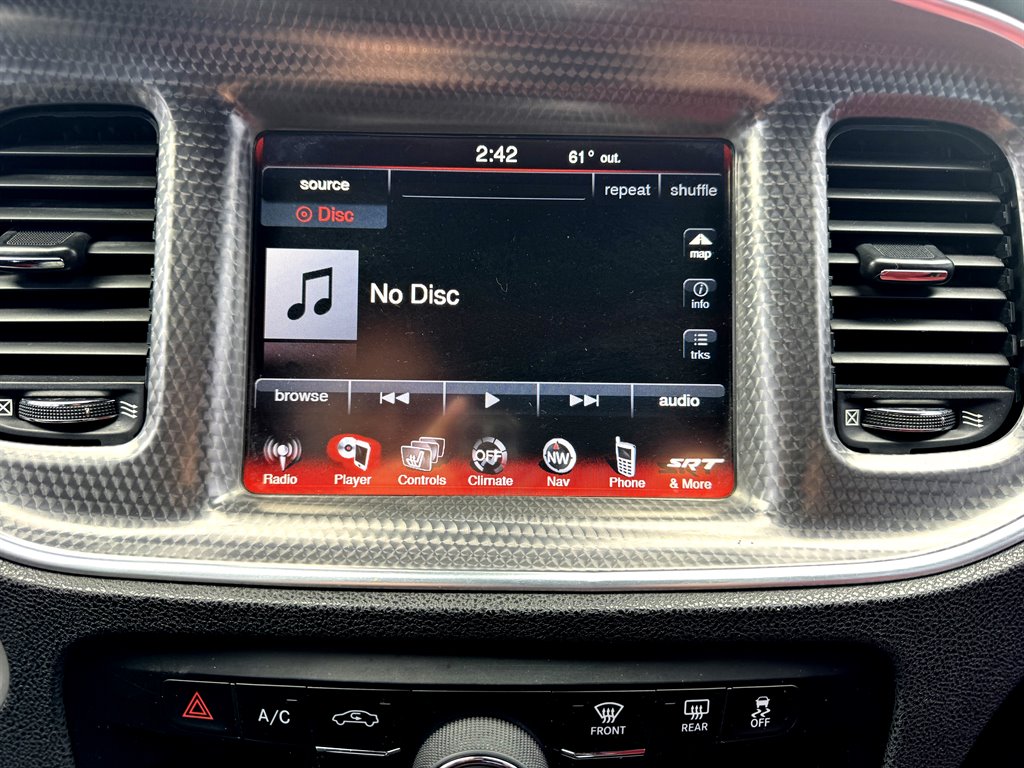 2:42 61° out.
source repeat shuffle
Disc
map
No Disc
info
trks
browse audio
OFF NW
Radio Player Controls Climate Nav Phone SRT & More
A/C FRONT REAR OFF